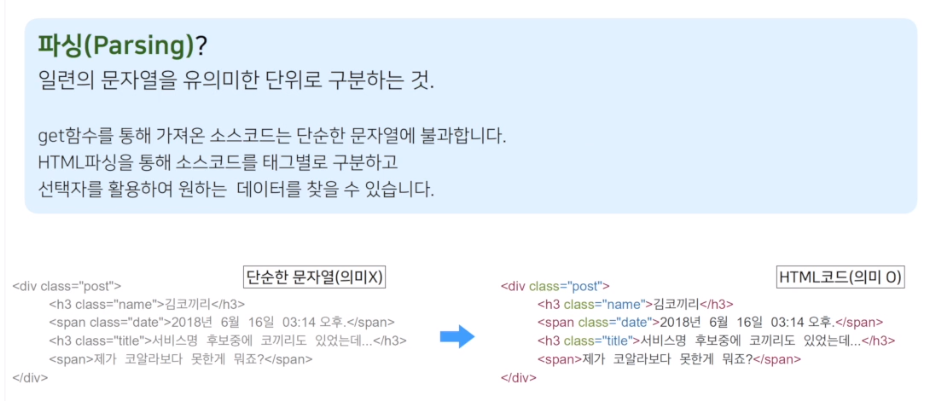 파싱(Parsing)?
일련의 문자열을 유의미한 단위로 구분하는 것.
get함수를 통해 가져온 소스코드는 단순한 문자열에 불과합니다.
HTML파싱을 통해 소스코드를 태그별로 구분하고
선택자를 활용하여 원하는 데이터를 찾을 수 있습니다.
단순한 문자열(의미X)
<div class="post">
<h3 class="name">김코끼리</h3>
<span class="date">2018년 6월 16일 03:14 오후.</span>
<h3 class="title">서비스명 후보중에 코끼리도 있었는데...</h3>
<span>제가 코알라보다 못한게 뭐죠?</span>
</div>
HTML코드(의미 O)
<div class="post">
<h3 class="name">김코끼리</h3>
<span class="date">2018년 6월 16일 03:14 오후.</span>
<h3 class="title">서비스명 후보중에 코끼리도 있었는데...</h3>
<span>제가 코알라보다 못한게 뭐죠?</span>
</div>